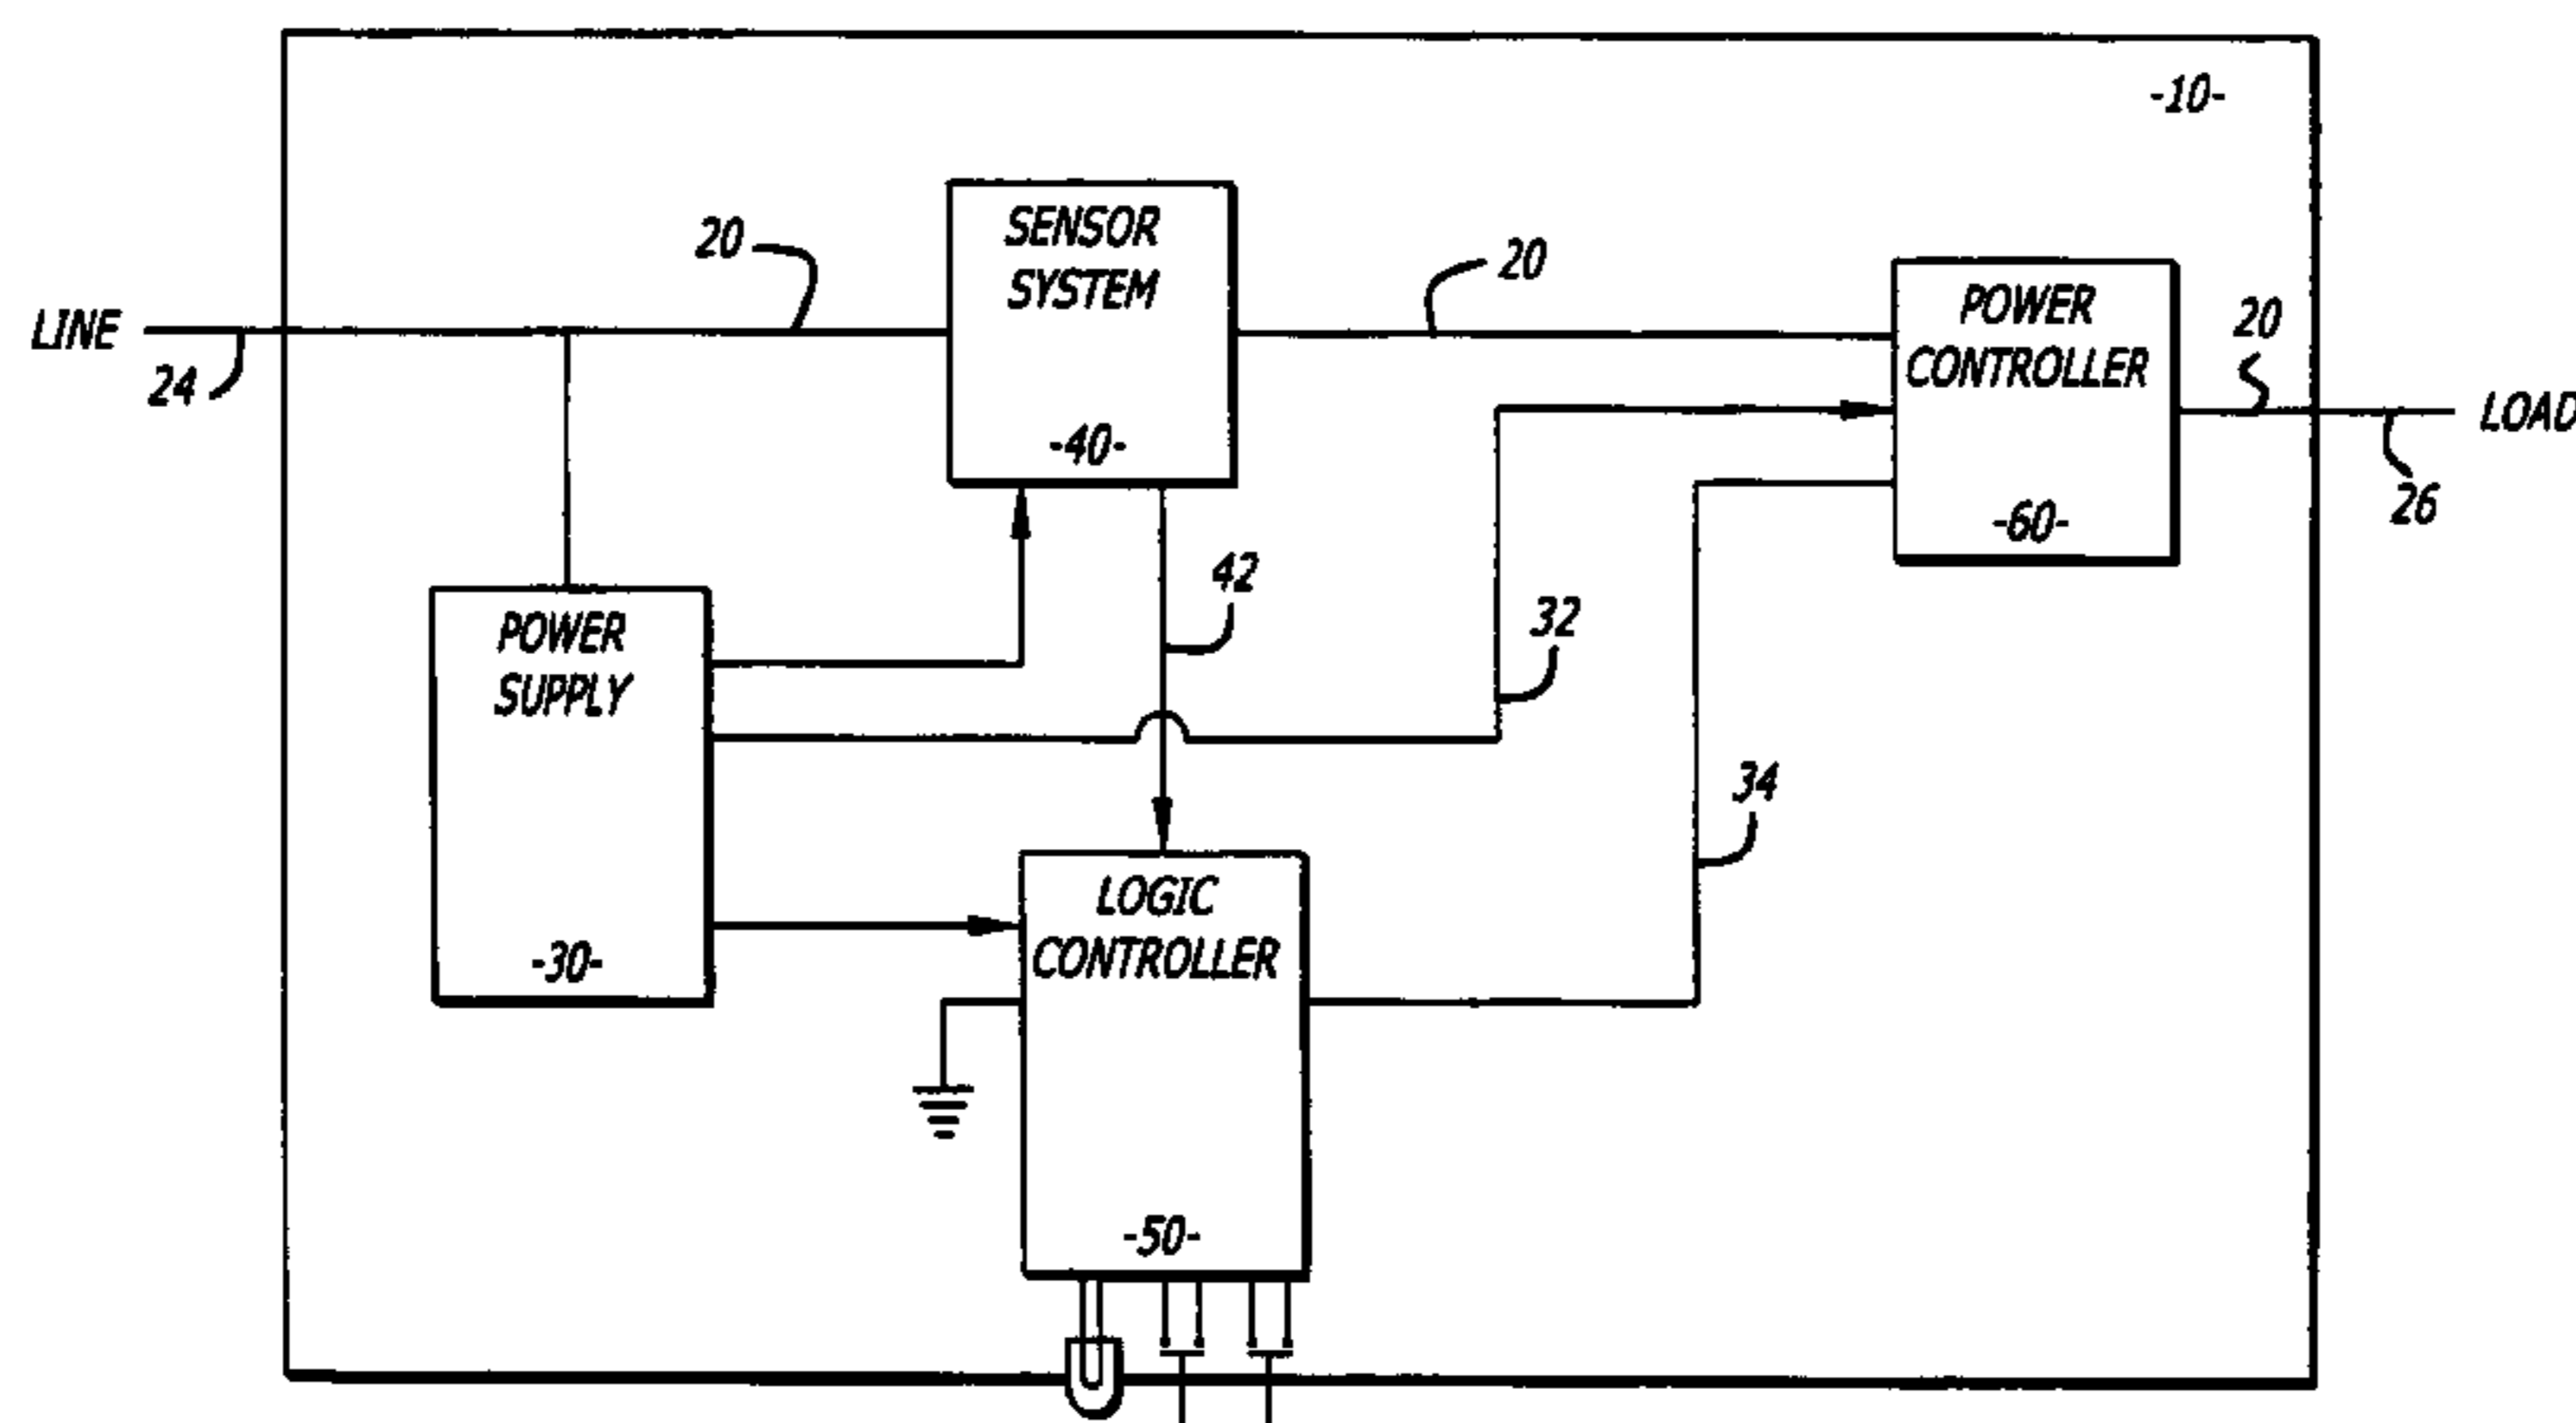 -10-
SENSOR
SYSTEM
-40-
20
20
LINE
24
POWER
CONTROLLER
-60-
20
LOAD
26
42
32
POWER
SUPPLY
-30-
34
LOGIC
CONTROLLER
-50-